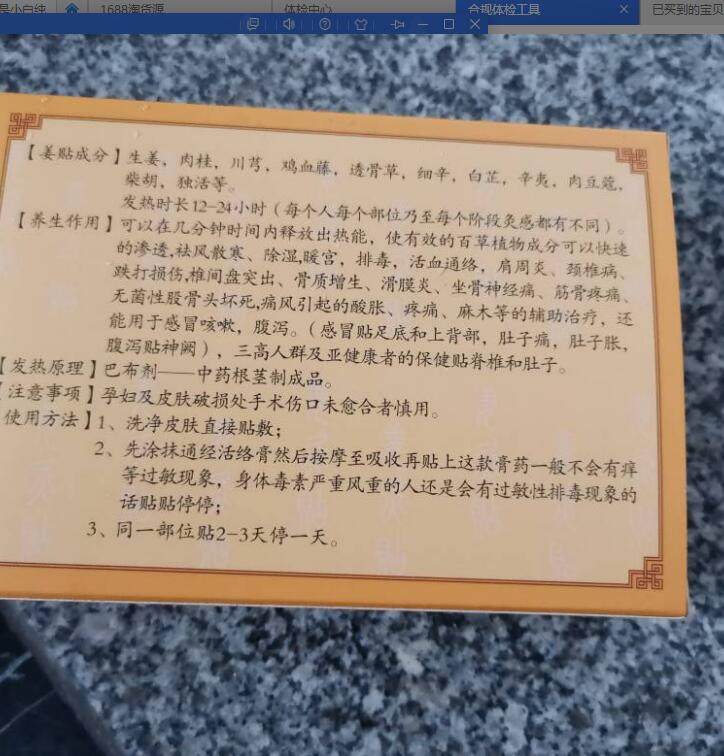 是小白纯
1688淘货源
体检中心
合规体检工具
已买到的宝贝
【姜贴成分】生姜，肉桂，川芎，鸡血藤，透骨草，细辛，白芷，辛夷，肉豆蔻，
柴胡，独活等。
发热时长12-24小时（每个人每个部位乃至每个阶段灸感都有不同）。
【养生作用】可以在几分钟时间内释放出热能，使有效的百草植物成分可以快速
的渗透,祛风散寒、除湿,暖宫，排毒，活血通络，肩周炎、颈椎病、
跌打损伤,椎间盘突出、骨质增生、滑膜炎、坐骨神经痛、筋骨疼痛、
无菌性股骨头坏死,痛风引起的酸胀、疼痛、麻木等的辅助治疗，还
能用于感冒咳嗽，腹泻。（感冒贴足底和上背部，肚子痛，肚子胀，
腹泻贴神阙），三高人群及亚健康者的保健贴脊椎和肚子。
【发热原理】巴布剂——中药根茎制成品。
【注意事项】孕妇及皮肤破损处手术伤口未愈合者慎用。
使用方法】1、洗净皮肤直接贴敷；
2、先涂抹通经活络膏然后按摩至吸收再贴上这款膏药一般不会有痒
等过敏现象，身体毒素严重风重的人还是会有过敏性排毒现象的
话贴贴停停；
3、同一部位贴2-3天停一天。